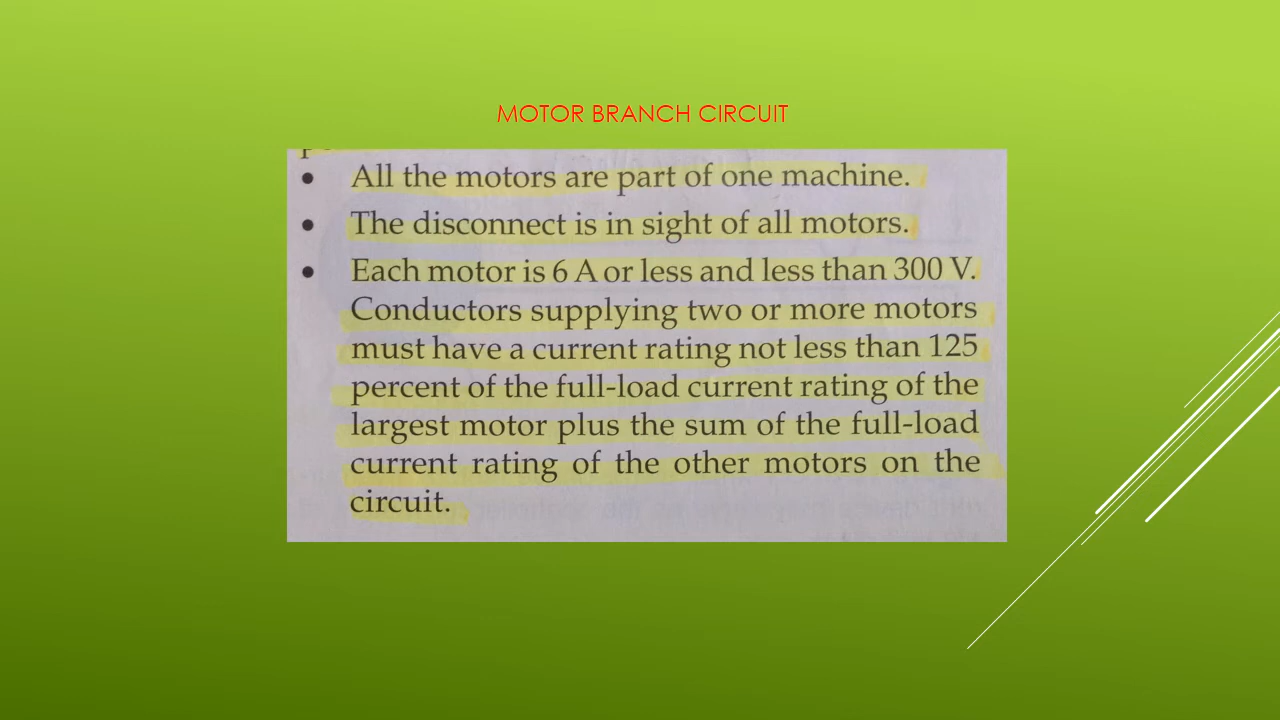 MOTOR BRANCH CIRCUIT
• All the motors are part of one machine.
• The disconnect is in sight of all motors.
• Each motor is 6 A or less and less than 300 V.
Conductors supplying two or more motors
must have a current rating not less than 125
percent of the full-load current rating of the
largest motor plus the sum of the full-load
current rating of the other motors on the
circuit.